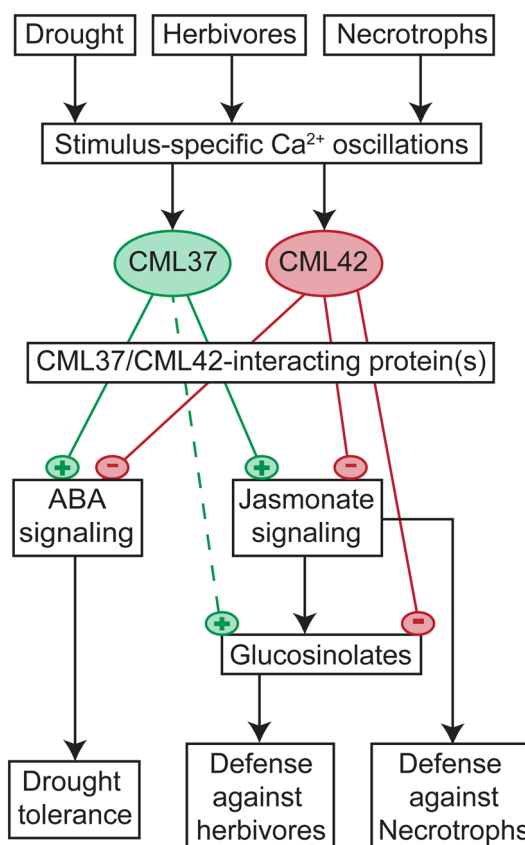 Drought
Herbivores
Necrotrophs
Stimulus-specific Ca²⁺ oscillations
CML37
CML42
CML37/CML42-interacting protein(s)
+
-
+
-
ABA
signaling
Jasmonate
signaling
+
-
Glucosinolates
Drought
tolerance
Defense
against
herbivores
Defense
against
Necrotrophs